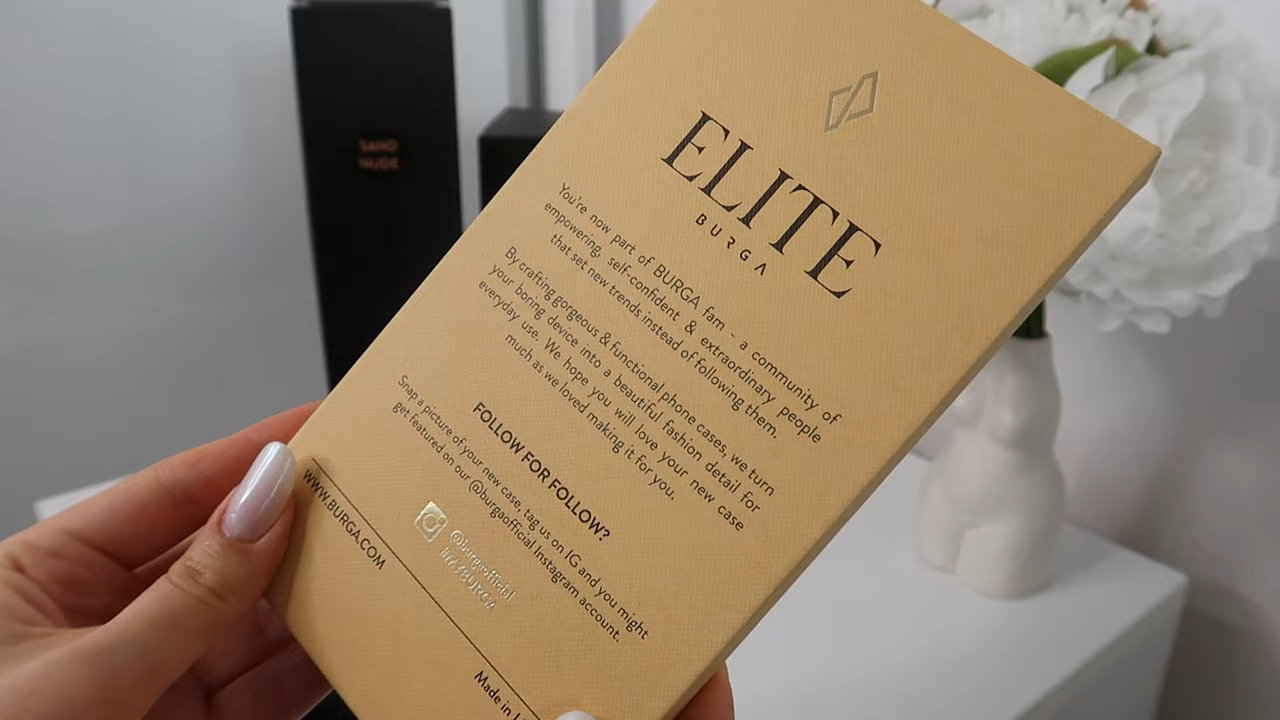 SAND
NUDE
ELITE
BURGA
You're now part of BURGA fam - a community of
empowering, self-confident & extraordinary people
that set new trends instead of following them.
By crafting gorgeous & functional phone cases, we turn
your boring device into a beautiful fashion detail for
everyday use. We hope you will love your new case
much as we loved making it for you.
FOLLOW FOR FOLLOW?
Snap a picture of your new case, tag us on IG and you might
get featured on our @burgaofficial Instagram account.
@burgaofficial
#IAMBURGA
WWW.BURGA.COM
Made in